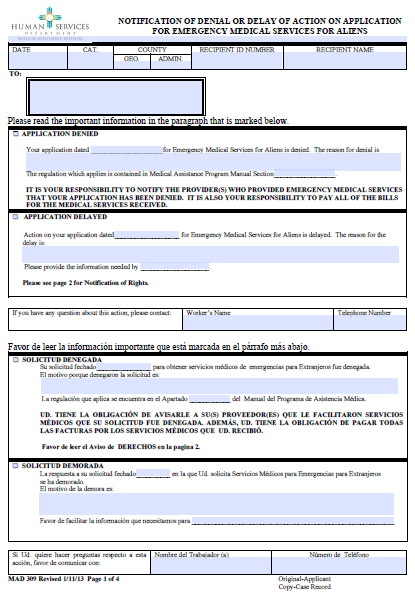 HUMAN SERVICES
DEPARTMENT
MEDICAL ASSISTANCE DIVISION
NOTIFICATION OF DENIAL OR DELAY OF ACTION ON APPLICATION
FOR EMERGENCY MEDICAL SERVICES FOR ALIENS
DATE CAT. COUNTY RECIPIENT ID NUMBER RECIPIENT NAME
GEO. ADMIN.
TO:
Please read the important information in the paragraph that is marked below.
APPLICATION DENIED
Your application dated ____________________ for Emergency Medical Services for Aliens is denied. The reason for denial is
The regulation which applies is contained in Medical Assistance Program Manual Section________________.
IT IS YOUR RESPONSIBILITY TO NOTIFY THE PROVIDER(S) WHO PROVIDED EMERGENCY MEDICAL SERVICES
THAT YOUR APPLICATION HAS BEEN DENIED. IT IS ALSO YOUR RESPONSIBILITY TO PAY ALL OF THE BILLS
FOR THE MEDICAL SERVICES RECEIVED.
APPLICATION DELAYED
Action on your application dated_________________ for Emergency Medical Services for Aliens is delayed. The reason for the
delay is:
Please provide the information needed by __________________.
Please see page 2 for Notification of Rights.
If you have any question about this action, please contact: Worker's Name Telephone Number
Favor de leer la información importante que está marcada en el párrafo más abajo.
SOLICITUD DENEGADA
Su solicitud fechado______________ para obtener servicios médicos de emergencias para Extranjeros fue denegada.
El motivo porque denegaron la solicitud es:
La regulación que aplica se encuentra en el Apartado __________ del Manual del Programa de Asistencia Médica.
UD. TIENE LA OBLIGACIÓN DE AVISARLE A SU(S) PROVEEDOR(ES) QUE LE FACILITARON SERVICIOS
MÉDICOS QUE SU SOLICITUD FUE DENEGADA. ADEMÁS, UD. TIENE LA OBLIGACIÓN DE PAGAR TODAS
LAS FACTURAS POR LOS SERVICIOS MÉDICOS QUE UD. RECIBIÓ.
Favor de leer el Aviso de DERECHOS en la pagina 2.
SOLICITUD DEMORADA
La respuesta a su solicitud fechado_________ en la que Ud. solicita Servicios Médicos para Emergencias para Extranjeros
se ha demorado.
El motivo de la demora es:
Favor de facilitar la información que necesitamos para ________________.
Si Ud. quiere hacer preguntas respecto a esta acción, favor de comunicar con: Nombre del Trabajador (a) Número de Teléfono
MAD 309 Revised 1/11/13 Page 1 of 4 Original-Applicant
Copy-Case Record